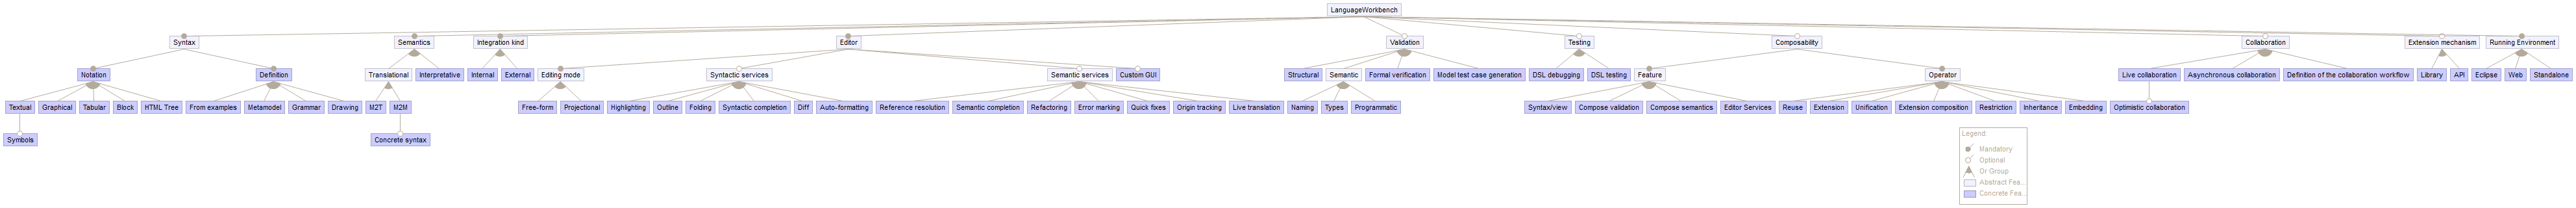 LanguageWorkbench
Syntax Semantics Integration kind Editor Validation Testing Composability Collaboration Extension mechanism Running Environment
Notation Definition Translational Interpretative Internal External Editing mode Syntactic services Semantic services Custom GUI Structural Semantic Formal verification Model test case generation DSL debugging DSL testing Feature Operator Live collaboration Asynchronous collaboration Definition of the collaboration workflow Library API Eclipse Web Standalone
Textual Graphical Tabular Block HTML Tree From examples Metamodel Grammar Drawing M2T M2M Free-form Projectional Highlighting Outline Folding Syntactic completion Diff Auto-formatting Reference resolution Semantic completion Refactoring Error marking Quick fixes Origin tracking Live translation Naming Types Programmatic Syntax/view Compose validation Compose semantics Editor Services Reuse Extension Unification Extension composition Restriction Inheritance Embedding Optimistic collaboration
Symbols Concrete syntax
Legend:
Mandatory
Optional
Or Group
Abstract Fea...
Concrete Fea...